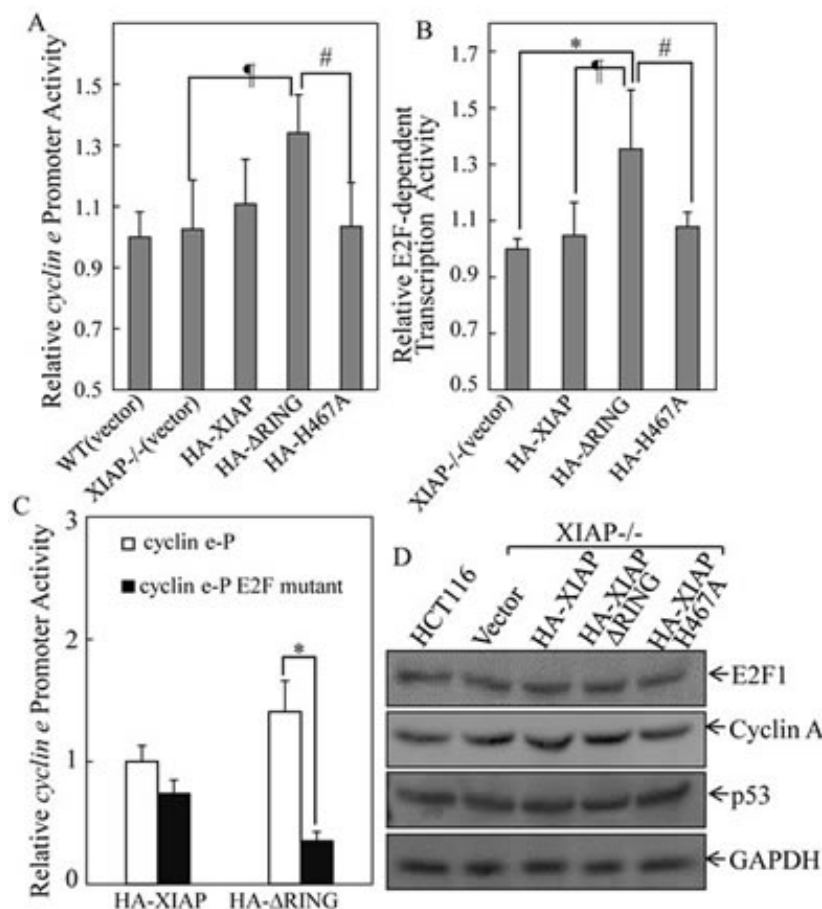 A
Relative cyclin e Promoter Activity
1.5
1.3
1.1
0.9
0.7
0.5
¶
#
WT(vector)
XIAP-/-(vector)
HA-XIAP
HA-ΔRING
HA-H467A
B
Relative E2F-dependent
Transcription Activity
1.7
1.5
1.3
1.1
0.9
0.7
0.5
*
¶
#
XIAP-/-(vector)
HA-XIAP
HA-ΔRING
HA-H467A
C
Relative cyclin e Promoter Activity
3
2
1
0
cyclin e-P
cyclin e-P E2F mutant
*
HA-XIAP
HA-ΔRING
D
XIAP-/-
HCT116
Vector
HA-XIAP
HA-XIAP
ΔRING
HA-XIAP
H467A
E2F1
Cyclin A
p53
GAPDH